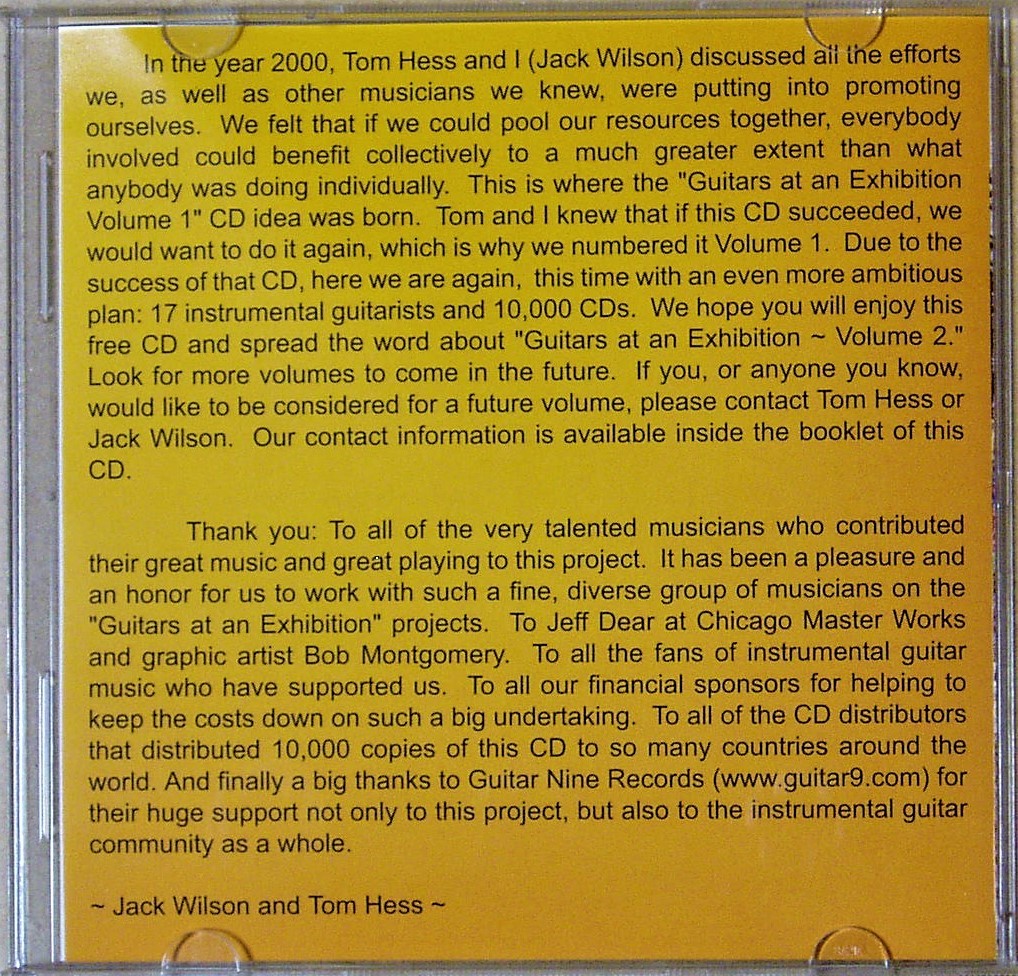 In the year 2000, Tom Hess and I (Jack Wilson) discussed all the efforts
we, as well as other musicians we knew, were putting into promoting
ourselves. We felt that if we could pool our resources together, everybody
involved could benefit collectively to a much greater extent than what
anybody was doing individually. This is where the "Guitars at an Exhibition
Volume 1" CD idea was born. Tom and I knew that if this CD succeeded, we
would want to do it again, which is why we numbered it Volume 1. Due to the
success of that CD, here we are again, this time with an even more ambitious
plan: 17 instrumental guitarists and 10,000 CDs. We hope you will enjoy this
free CD and spread the word about "Guitars at an Exhibition ~ Volume 2."
Look for more volumes to come in the future. If you, or anyone you know,
would like to be considered for a future volume, please contact Tom Hess or
Jack Wilson. Our contact information is available inside the booklet of this
CD.
Thank you: To all of the very talented musicians who contributed
their great music and great playing to this project. It has been a pleasure and
an honor for us to work with such a fine, diverse group of musicians on the
"Guitars at an Exhibition" projects. To Jeff Dear at Chicago Master Works
and graphic artist Bob Montgomery. To all the fans of instrumental guitar
music who have supported us. To all our financial sponsors for helping to
keep the costs down on such a big undertaking. To all of the CD distributors
that distributed 10,000 copies of this CD to so many countries around the
world. And finally a big thanks to Guitar Nine Records (www.guitar9.com) for
their huge support not only to this project, but also to the instrumental guitar
community as a whole.
~ Jack Wilson and Tom Hess ~